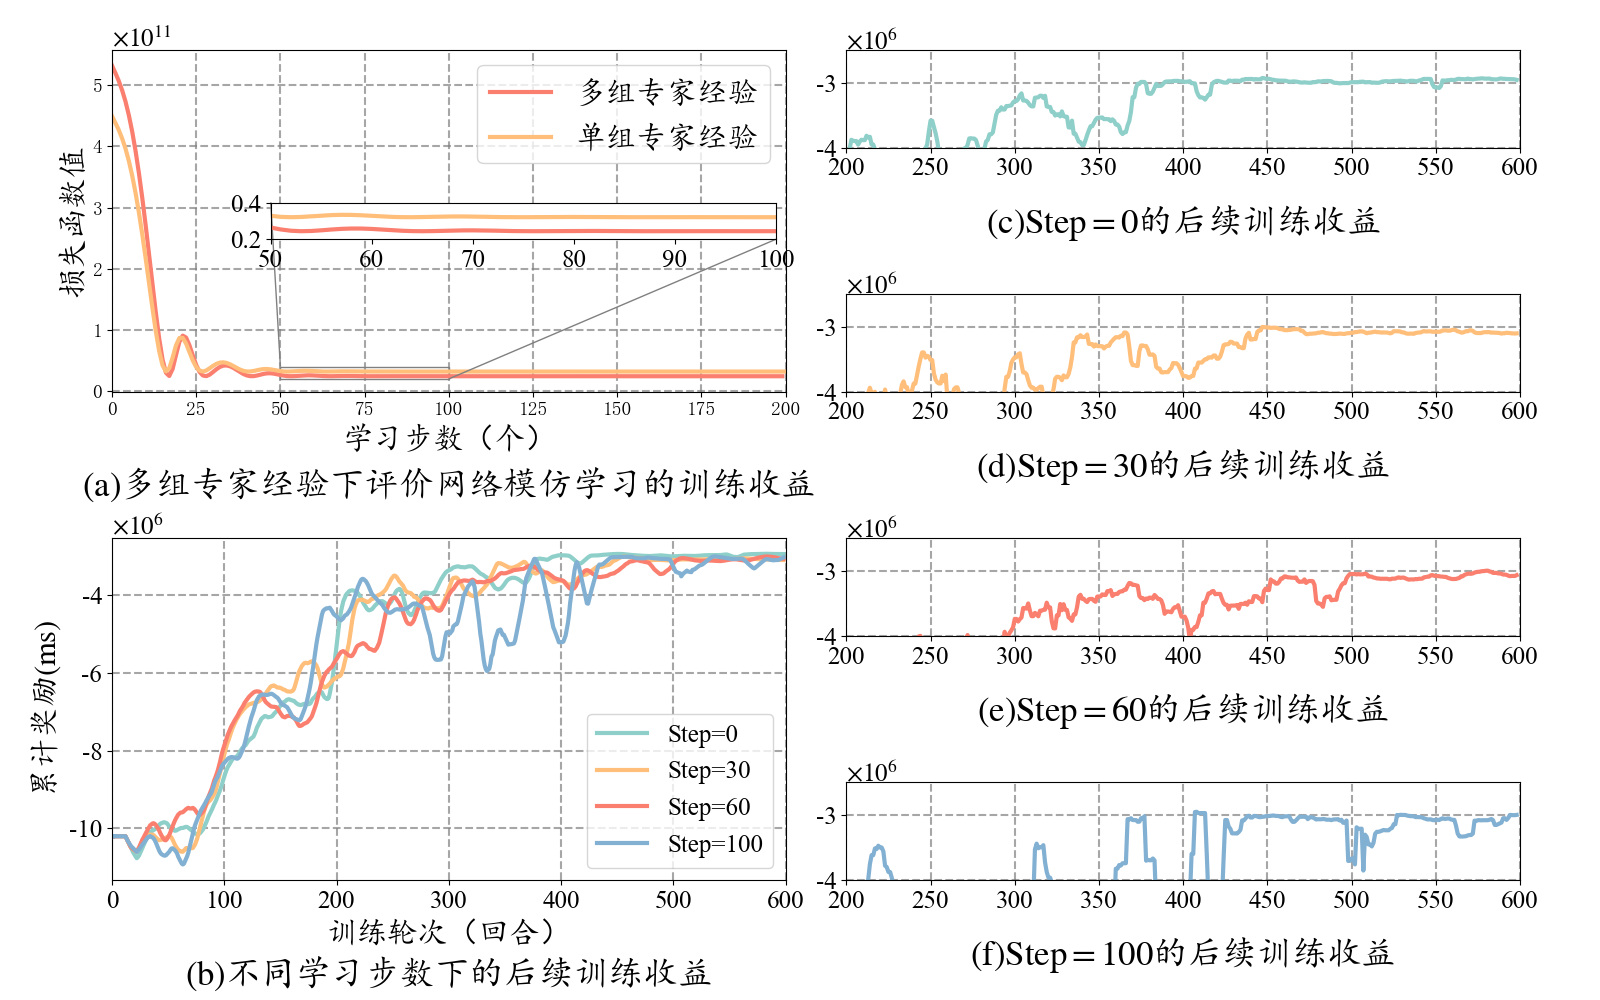 ×10¹¹
5
4
3
2
1
0
损失函数值
多组专家经验
单组专家经验
0.4
0.2
50 60 70 80 90 100
0 25 50 75 100 125 150 175 200
学习步数（个）
(a)多组专家经验下评价网络模仿学习的训练收益
×10⁶
-4
-6
-8
-10
累计奖励(ms)
Step=0
Step=30
Step=60
Step=100
0 100 200 300 400 500 600
训练轮次（回合）
(b)不同学习步数下的后续训练收益
×10⁶
-3
-4
200 250 300 350 400 450 500 550 600
(c)Step=0的后续训练收益
×10⁶
-3
-4
200 250 300 350 400 450 500 550 600
(d)Step=30的后续训练收益
×10⁶
-3
-4
200 250 300 350 400 450 500 550 600
(e)Step=60的后续训练收益
×10⁶
-3
-4
200 250 300 350 400 450 500 550 600
(f)Step=100的后续训练收益